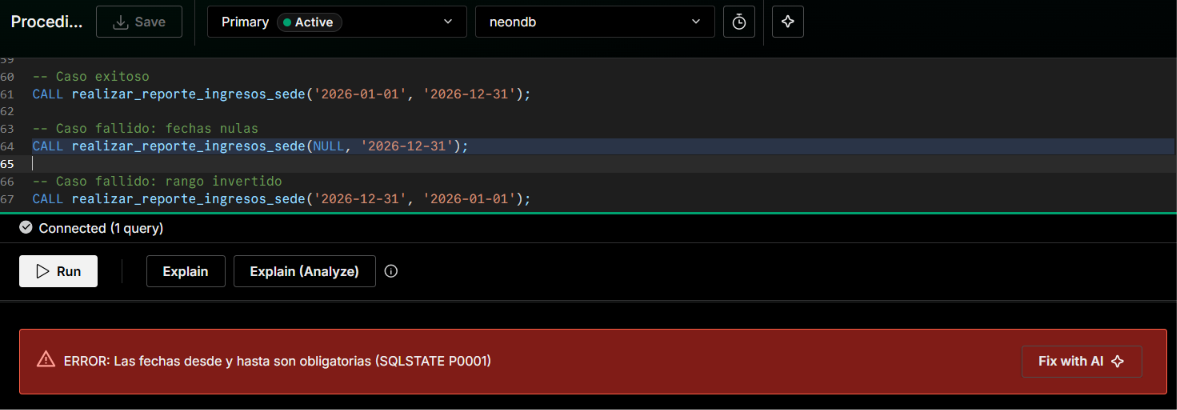 Procedi... Save Primary Active neondb
59
60 -- Caso exitoso
61 CALL realizar_reporte_ingresos_sede('2026-01-01', '2026-12-31');
62
63 -- Caso fallido: fechas nulas
64 CALL realizar_reporte_ingresos_sede(NULL, '2026-12-31');
65
66 -- Caso fallido: rango invertido
67 CALL realizar_reporte_ingresos_sede('2026-12-31', '2026-01-01');
Connected (1 query)
Run Explain Explain (Analyze)
ERROR: Las fechas desde y hasta son obligatorias (SQLSTATE P0001) Fix with AI